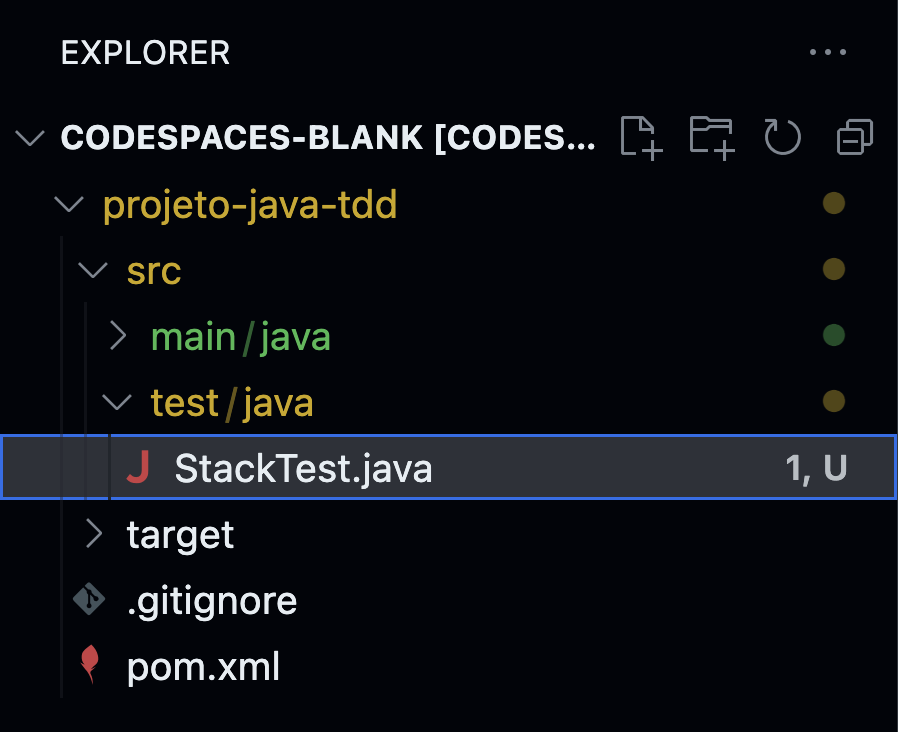 EXPLORER
CODESPACES-BLANK [CODES...
projeto-java-tdd
src
main/java
test/java
StackTest.java 1, U
target
.gitignore
pom.xml